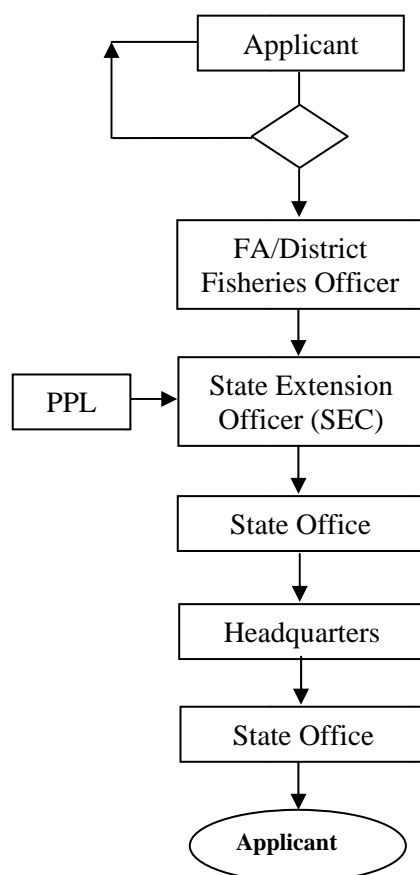 Applicant
FA/District
Fisheries Officer
PPL
State Extension
Officer (SEC)
State Office
Headquarters
State Office
Applicant